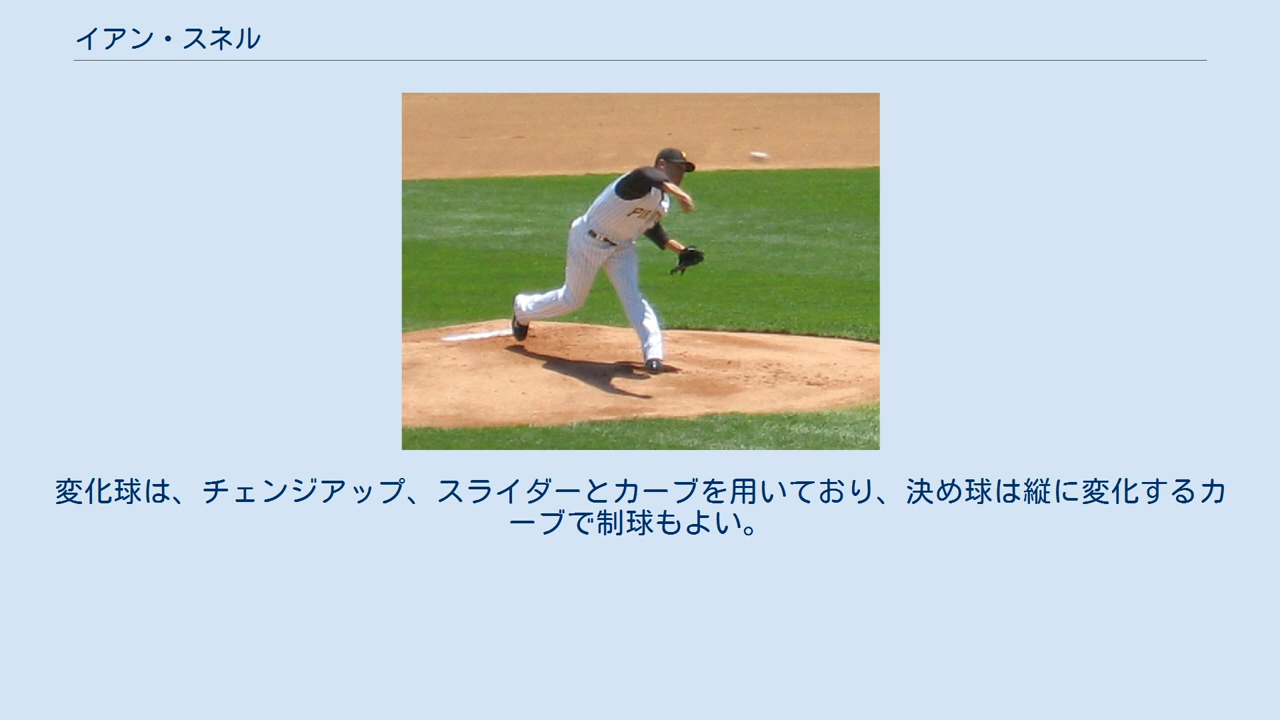 イアン・スネル
変化球は、チェンジアップ、スライダーとカーブを用いており、決め球は縦に変化するカ
ーブで制球もよい。